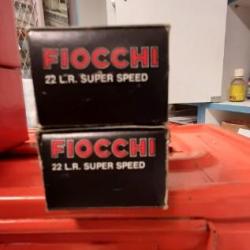 FIOCCHI
22 L.R. SUPER SPEED
FIOCCHI
22 L.R. SUPER SPEED